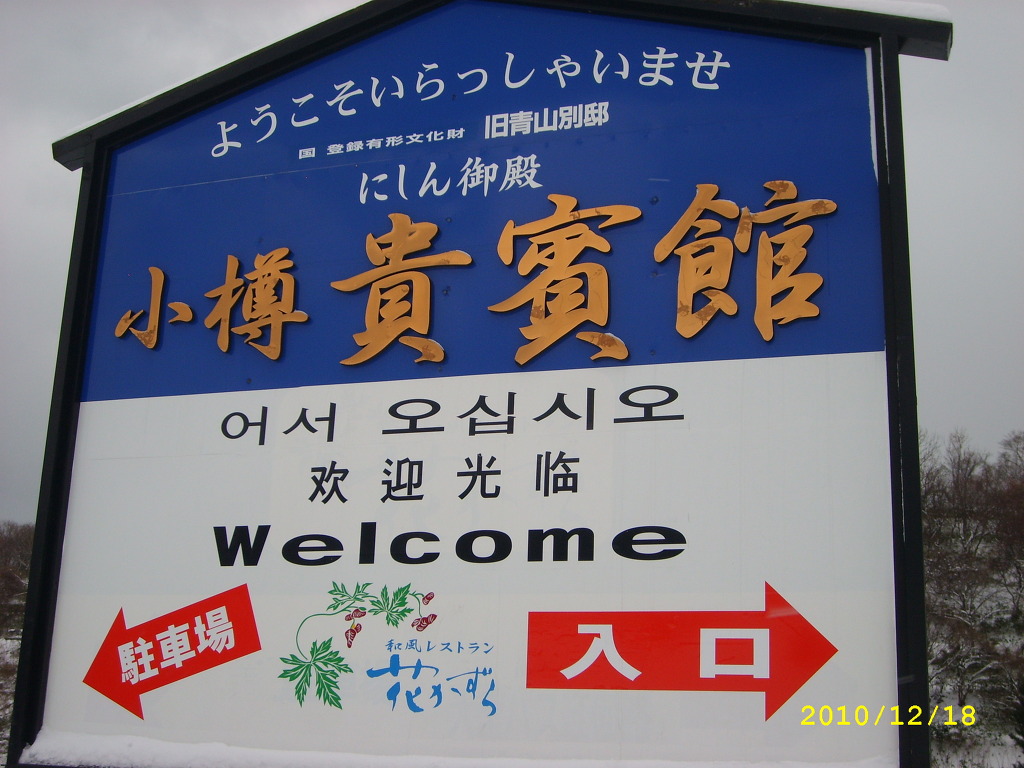 ようこそいらっしゃいませ
国 登録有形文化財 旧青山別邸
にしん御殿
小樽 貴賓館
어서 오십시오
欢迎光临
Welcome
駐車場
和風レストラン
花かずら
入口
2010/12/18